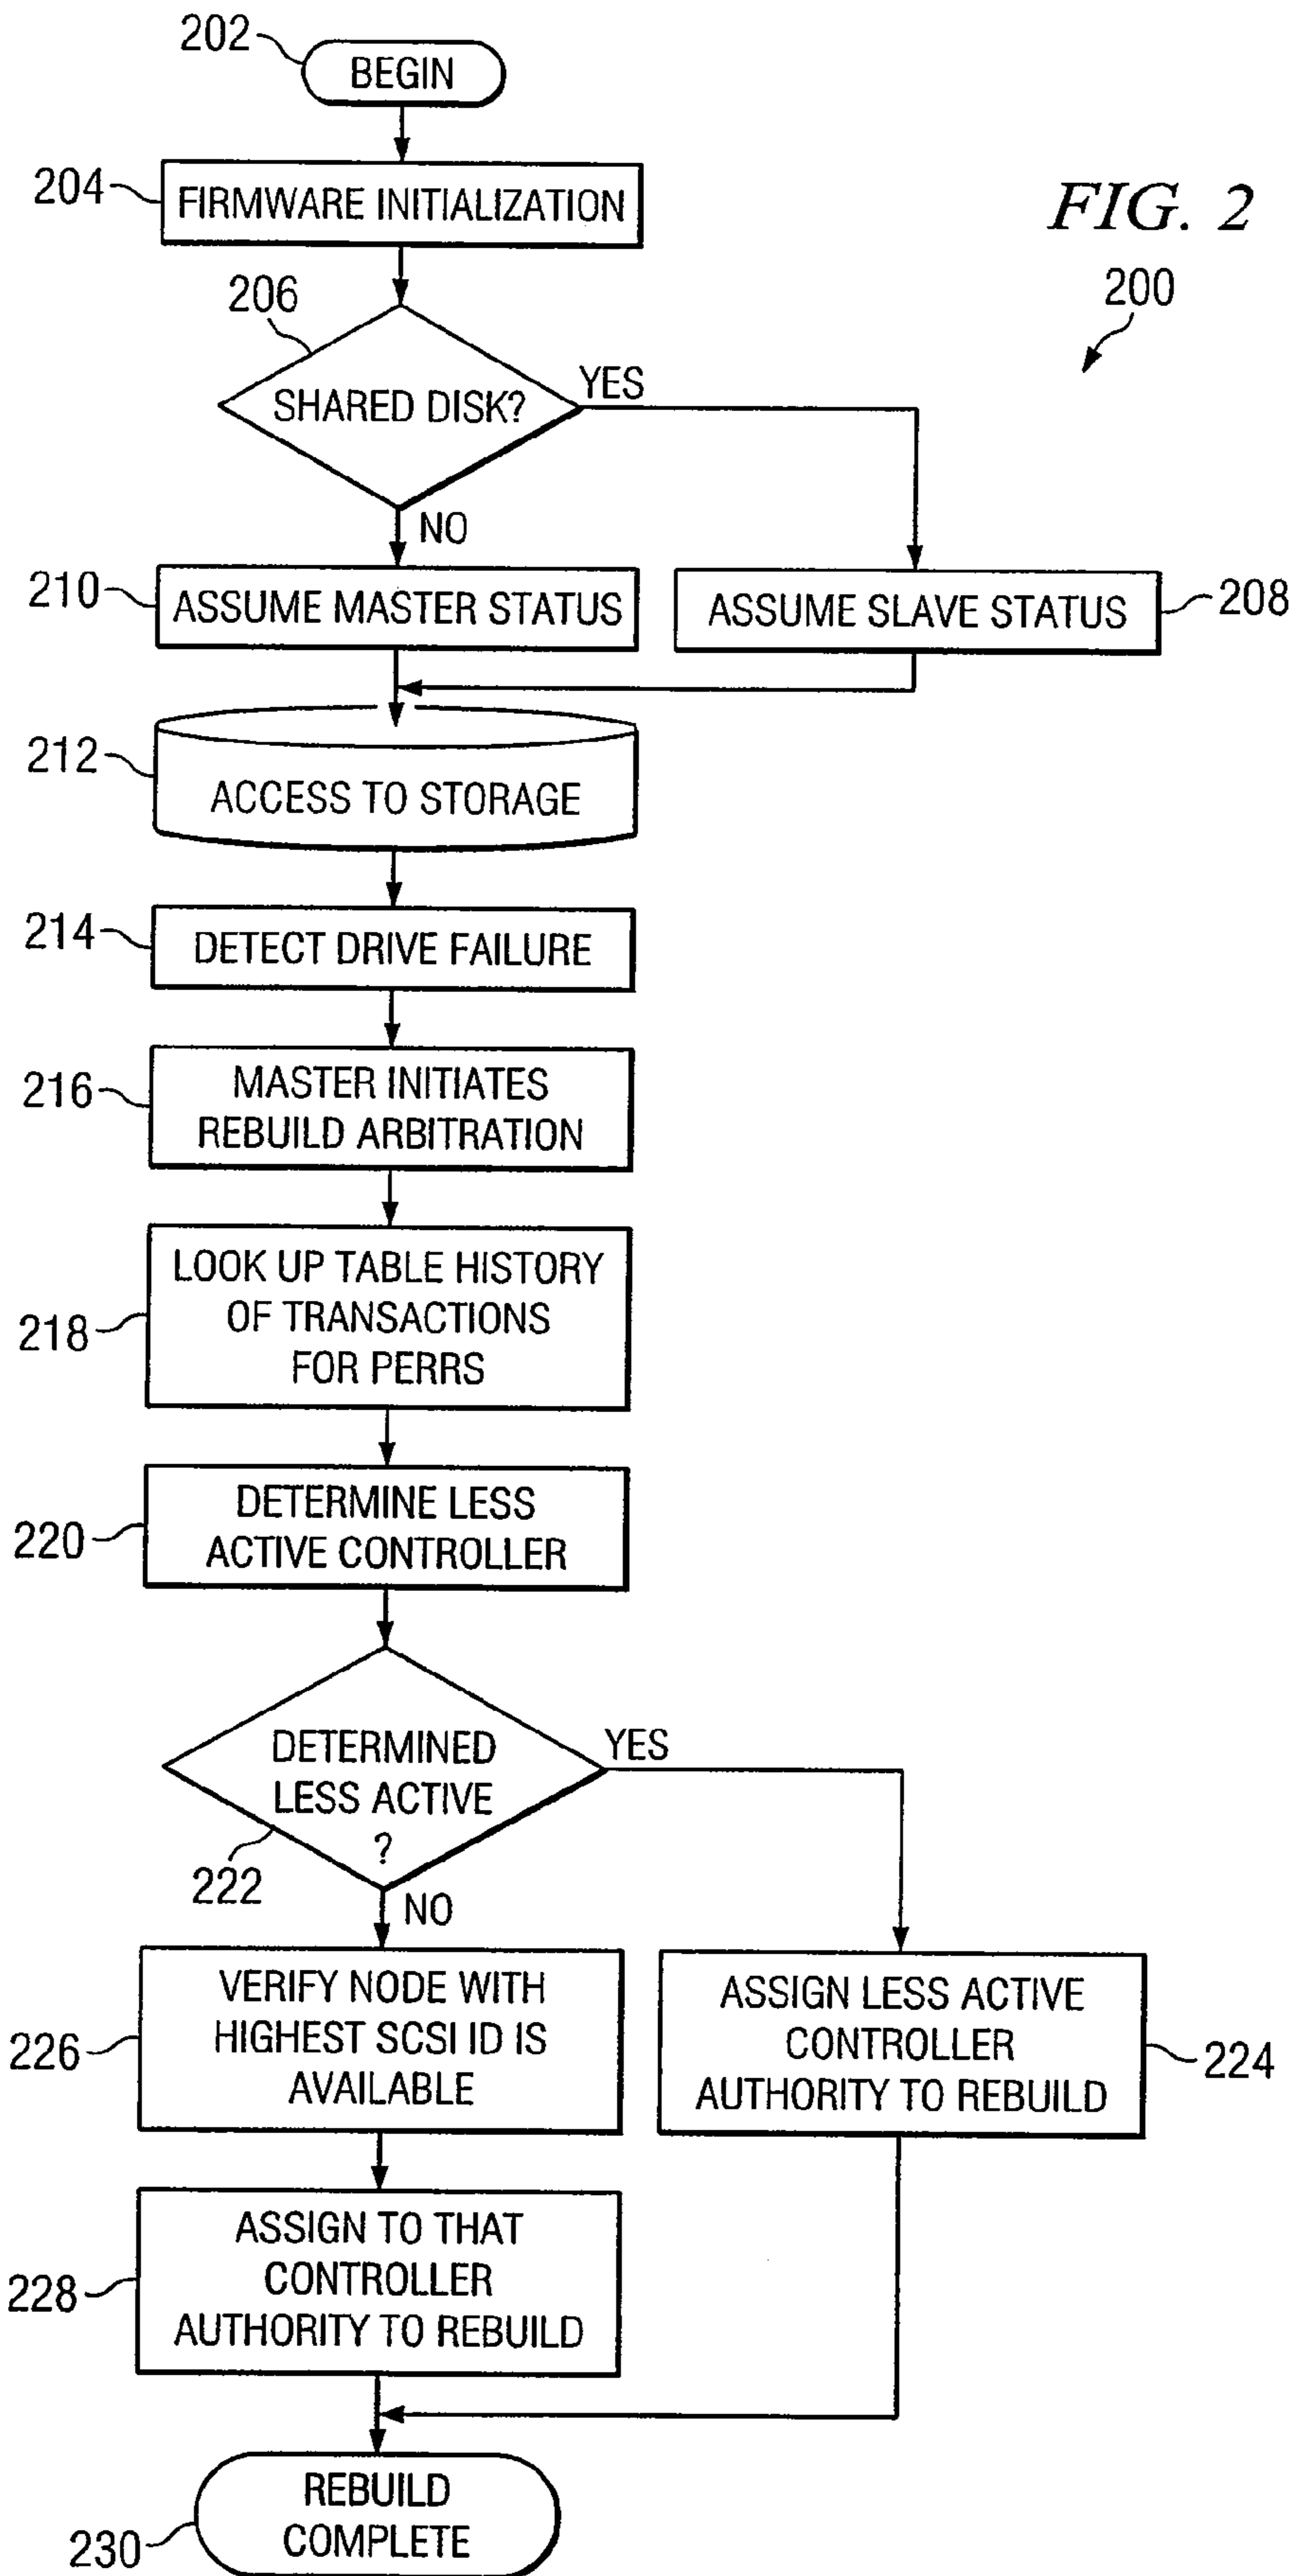 202
BEGIN
204
FIRMWARE INITIALIZATION
FIG. 2
200
206
SHARED DISK?
YES
NO
210
ASSUME MASTER STATUS
ASSUME SLAVE STATUS
208
212
ACCESS TO STORAGE
214
DETECT DRIVE FAILURE
216
MASTER INITIATES
REBUILD ARBITRATION
218
LOOK UP TABLE HISTORY
OF TRANSACTIONS
FOR PERRS
220
DETERMINE LESS
ACTIVE CONTROLLER
222
DETERMINED
LESS ACTIVE
?
YES
NO
226
VERIFY NODE WITH
HIGHEST SCSI ID IS
AVAILABLE
ASSIGN LESS ACTIVE
CONTROLLER
AUTHORITY TO REBUILD
224
228
ASSIGN TO THAT
CONTROLLER
AUTHORITY TO REBUILD
230
REBUILD
COMPLETE